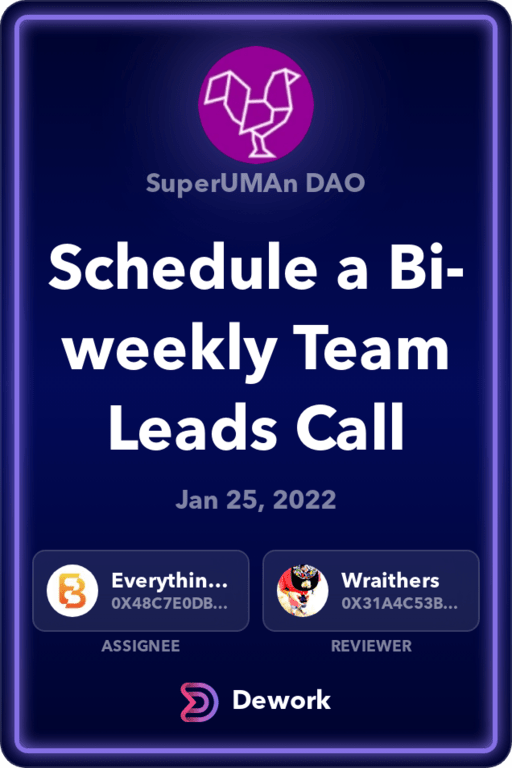 SuperUMAn DAO
Schedule a Bi-
weekly Team
Leads Call
Jan 25, 2022
Everythin...
0X48C7E0DB...
ASSIGNEE
Wraithers
0X31A4C53B...
REVIEWER
Dework